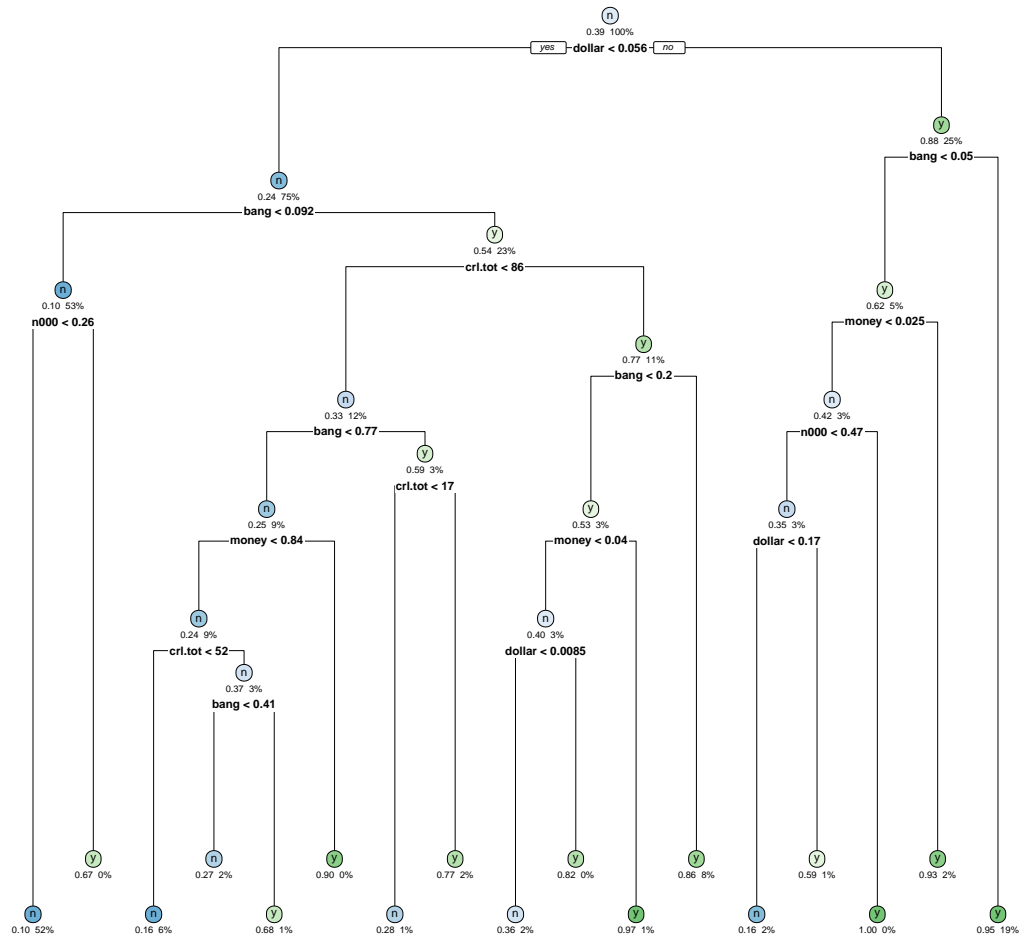 n
0.39 100%
yes dollar < 0.056 no
y
0.88 25%
bang < 0.05
n
0.24 75%
bang < 0.092
y
0.54 23%
crl.tot < 86
n
0.10 53%
n000 < 0.26
y
0.62 5%
money < 0.025
y
0.77 11%
bang < 0.2
n n
0.33 12% 0.42 3%
bang < 0.77 n000 < 0.47
y
0.59 3%
crl.tot < 17
n y n
0.25 9% 0.53 3% 0.35 3%
money < 0.84 money < 0.04 dollar < 0.17
n n
0.24 9% 0.40 3%
crl.tot < 52 dollar < 0.0085
n
0.37 3%
bang < 0.41
y n y y y y y y
0.67 0% 0.27 2% 0.90 0% 0.77 2% 0.82 0% 0.86 8% 0.59 1% 0.93 2%
n n y n n y n y y
0.10 52% 0.16 6% 0.68 1% 0.28 1% 0.36 2% 0.97 1% 0.16 2% 1.00 0% 0.95 19%